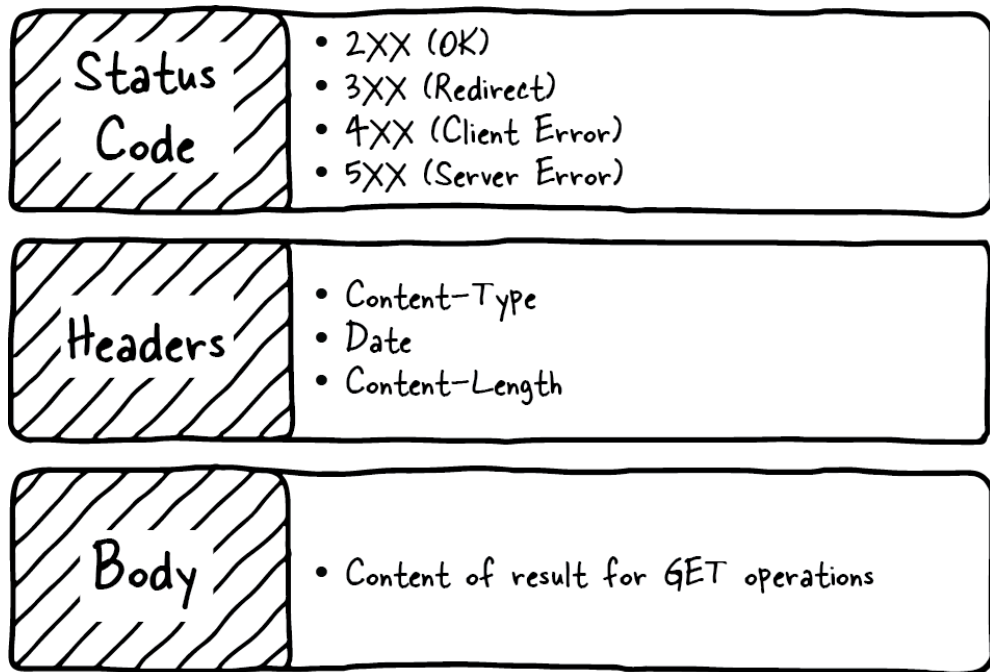 Status
Code
• 2XX (OK)
• 3XX (Redirect)
• 4XX (Client Error)
• 5XX (Server Error)
Headers
• Content-Type
• Date
• Content-Length
Body
• Content of result for GET operations